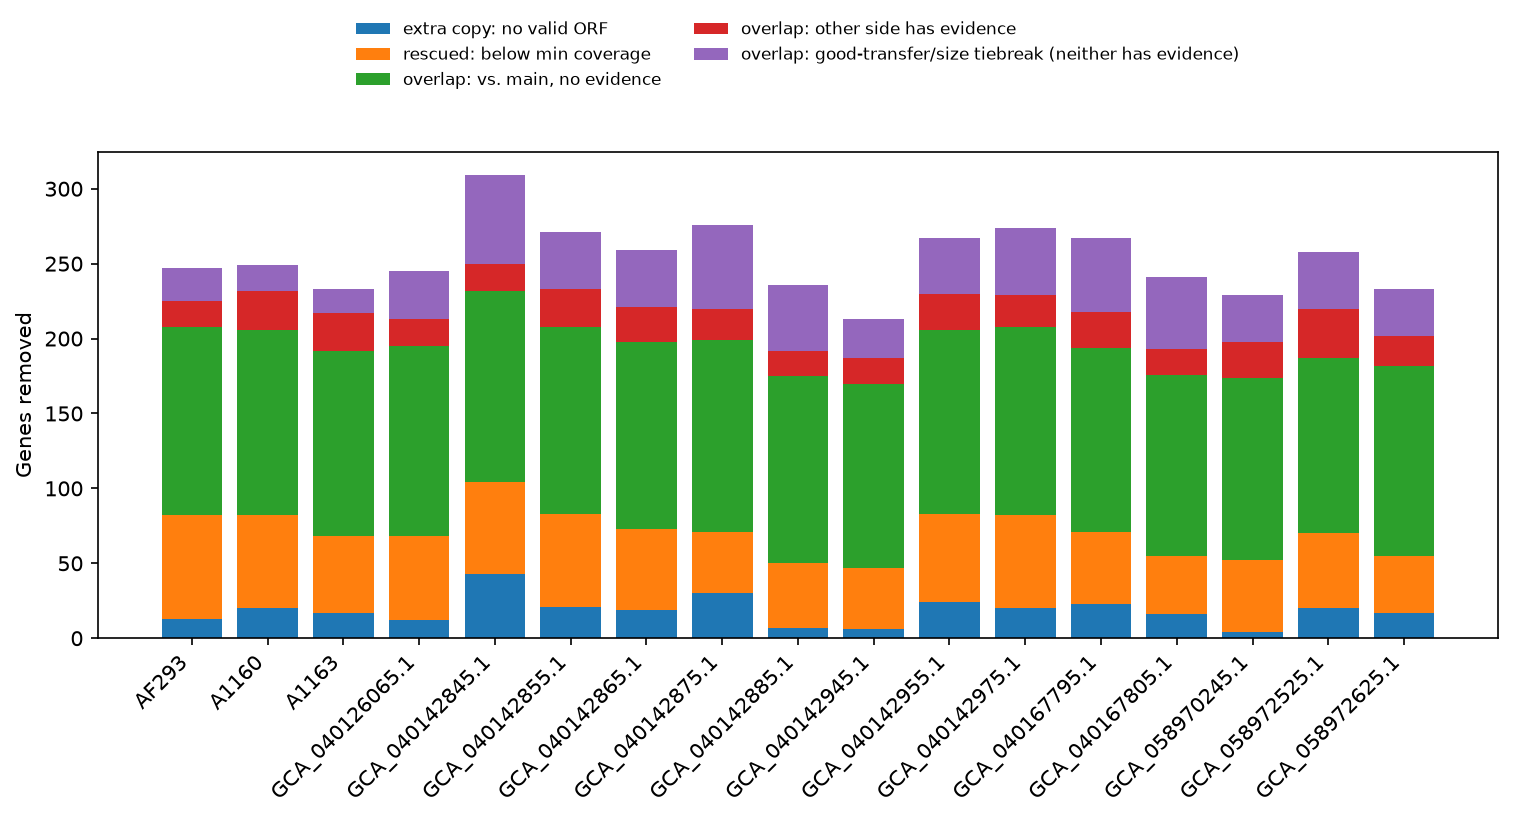 extra copy: no valid ORF
rescued: below min coverage
overlap: vs. main, no evidence
overlap: other side has evidence
overlap: good-transfer/size tiebreak (neither has evidence)
Genes removed
300
250
200
150
100
50
0
AF293
A1160
A1163
GCA_040126065.1
GCA_040142845.1
GCA_040142855.1
GCA_040142865.1
GCA_040142875.1
GCA_040142885.1
GCA_040142945.1
GCA_040142955.1
GCA_040142975.1
GCA_040167795.1
GCA_040167805.1
GCA_058970245.1
GCA_058972525.1
GCA_058972625.1